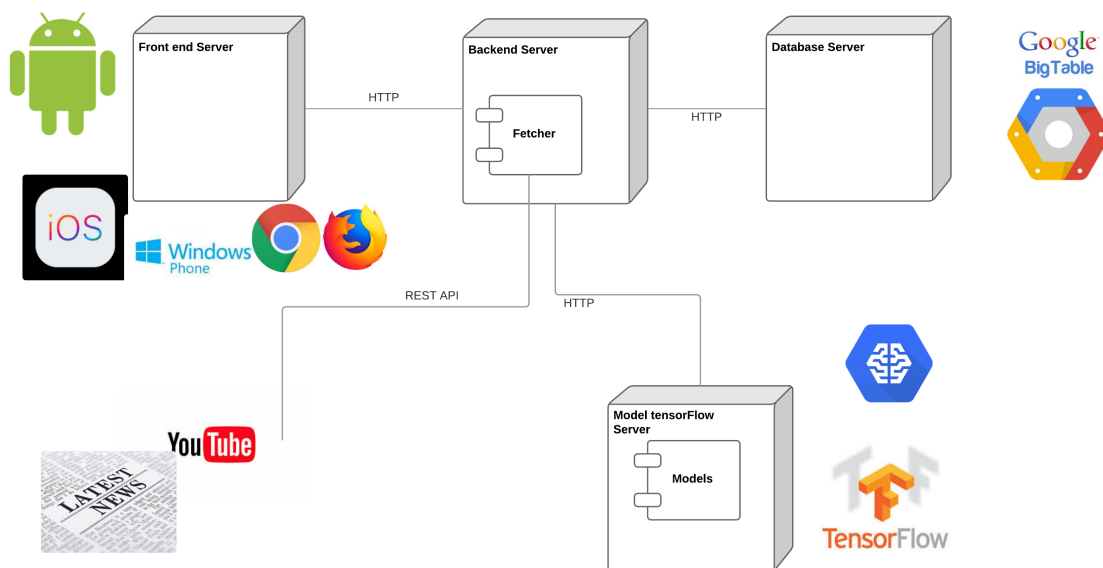 Front end Server
Backend Server
Database Server
Google
BigTable
HTTP
HTTP
Fetcher
iOS
Windows
Phone
REST API
HTTP
Model tensorFlow
Server
YouTube
Models
LATEST
NEWS
TensorFlow